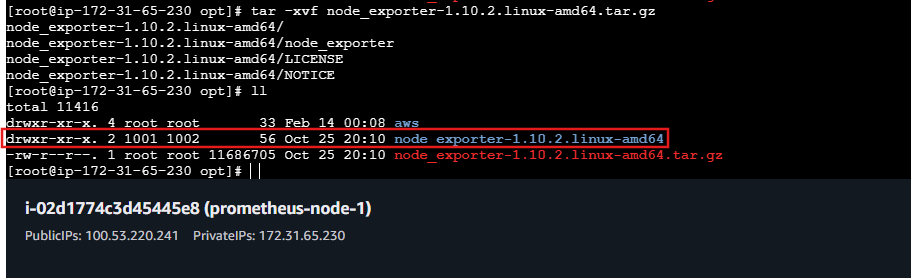 [root@ip-172-31-65-230 opt]# tar -xvf node_exporter-1.10.2.linux-amd64.tar.gz
node_exporter-1.10.2.linux-amd64/
node_exporter-1.10.2.linux-amd64/node_exporter
node_exporter-1.10.2.linux-amd64/LICENSE
node_exporter-1.10.2.linux-amd64/NOTICE
[root@ip-172-31-65-230 opt]# ll
total 11416
drwxr-xr-x. 4 root root       33 Feb 14 00:08 aws
drwxr-xr-x. 2 1001 1002       56 Oct 25 20:10 node_exporter-1.10.2.linux-amd64
-rw-r--r--. 1 root root 11686705 Oct 25 20:10 node_exporter-1.10.2.linux-amd64.tar.gz
[root@ip-172-31-65-230 opt]#
i-02d1774c3d45445e8 (prometheus-node-1)
PublicIPs: 100.53.220.241 PrivateIPs: 172.31.65.230